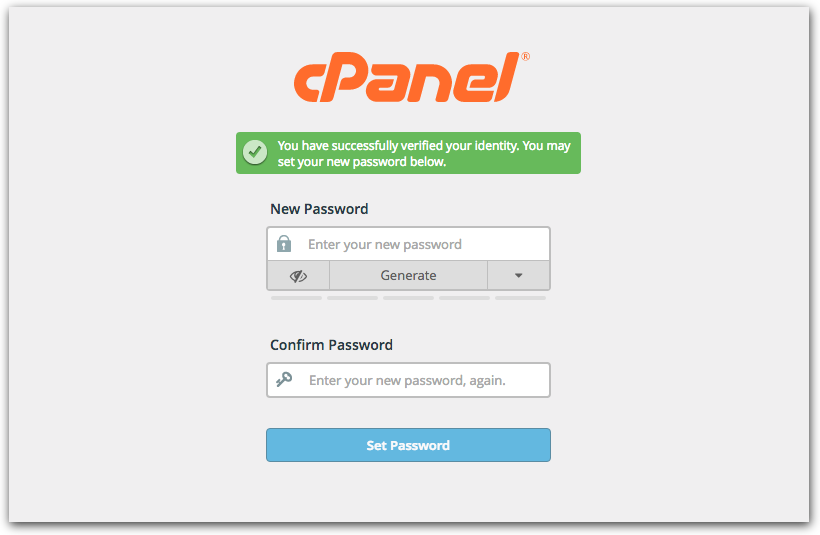 cPanel®
You have successfully verified your identity. You may
set your new password below.
New Password
Enter your new password
Generate
Confirm Password
Enter your new password, again.
Set Password